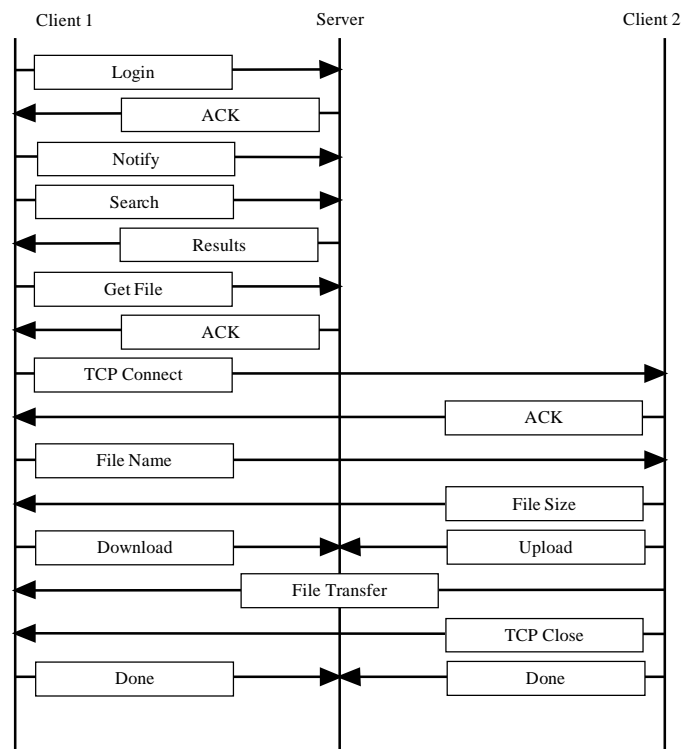 Client 1
Server
Client 2
Login
ACK
Notify
Search
Results
Get File
ACK
TCP Connect
ACK
File Name
File Size
Download
Upload
File Transfer
TCP Close
Done
Done